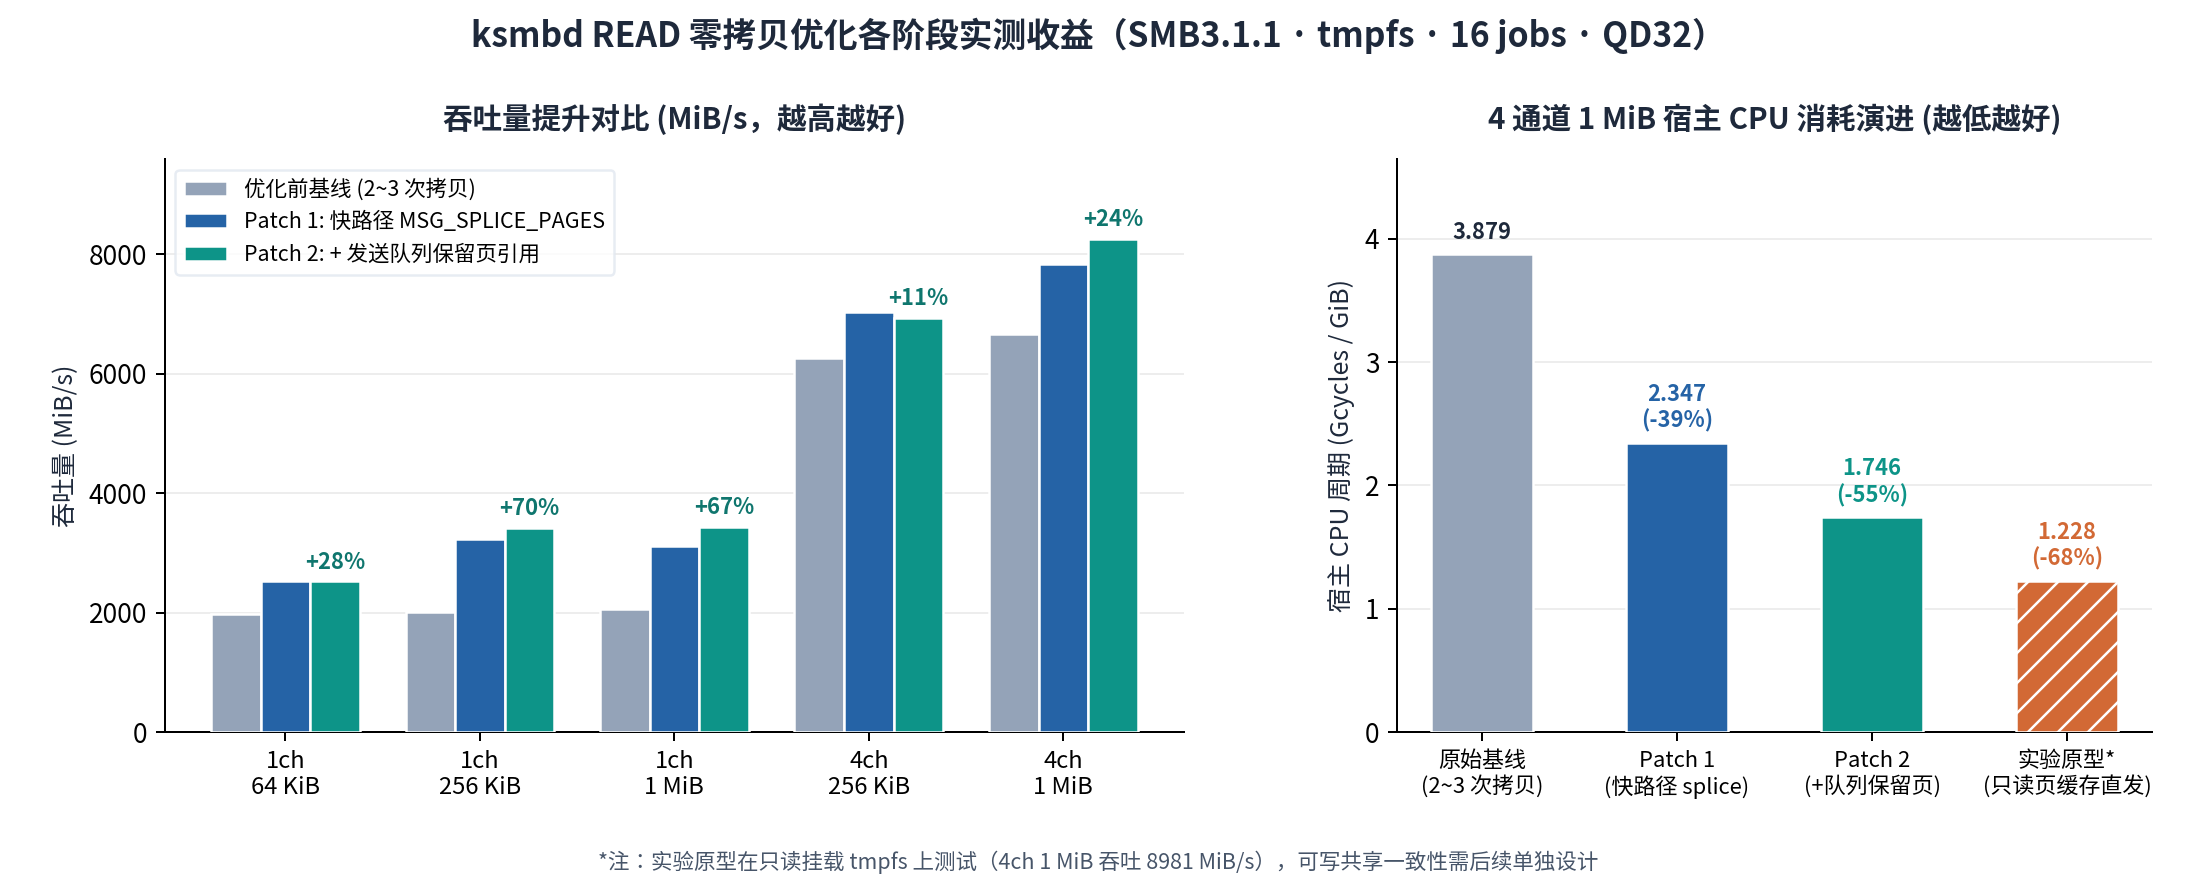 ksmbd READ 零拷贝优化各阶段实测收益（SMB3.1.1 · tmpfs · 16 jobs · QD32）
吞吐量提升对比 (MiB/s，越高越好)
优化前基线 (2~3 次拷贝)
Patch 1: 快路径 MSG_SPLICE_PAGES
Patch 2: + 发送队列保留页引用
吞吐量 (MiB/s)
8000
6000
4000
2000
0
+28%
+70%
+67%
+11%
+24%
1ch
64 KiB
1ch
256 KiB
1ch
1 MiB
4ch
256 KiB
4ch
1 MiB
4 通道 1 MiB 宿主 CPU 消耗演进 (越低越好)
宿主 CPU 周期 (Gcycles / GiB)
4
3
2
1
0
3.879
2.347
(-39%)
1.746
(-55%)
1.228
(-68%)
原始基线
(2~3 次拷贝)
Patch 1
(快路径 splice)
Patch 2
(+队列保留页)
实验原型*
(只读页缓存直发)
*注：实验原型在只读挂载 tmpfs 上测试（4ch 1 MiB 吞吐 8981 MiB/s），可写共享一致性需后续单独设计